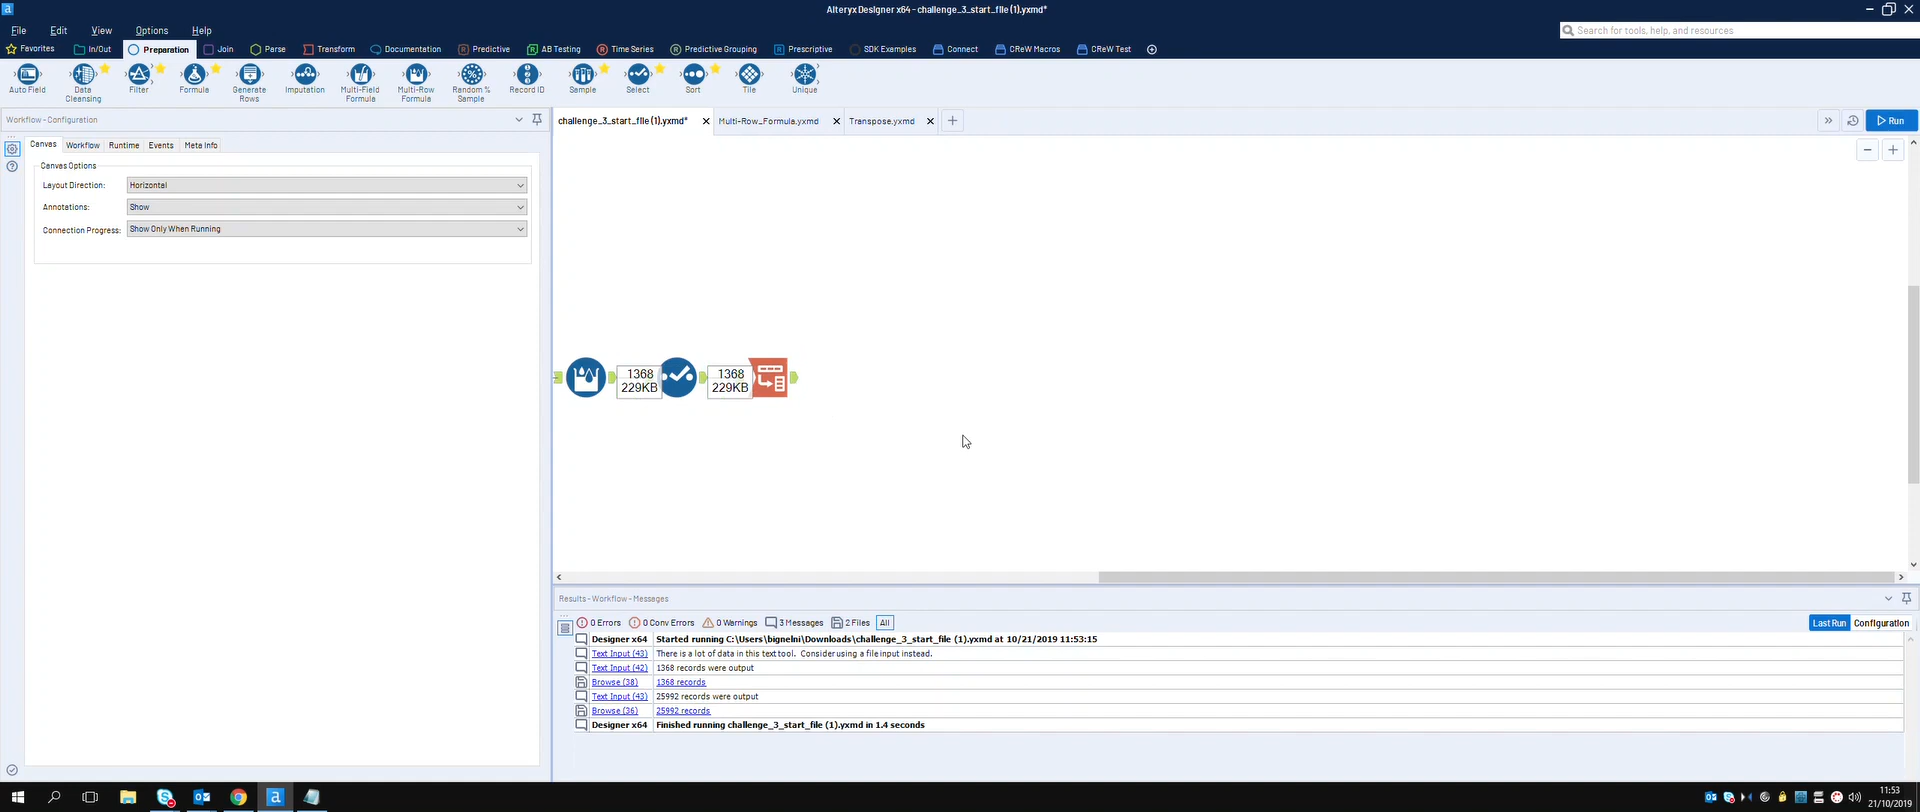 Alteryx Designer x64 - challenge_3_start_file (1).yxmd*
File Edit View Options Help
Search for tools, help, and resources
Favorites In/Out Preparation Join Parse Transform Documentation Predictive AB Testing Time Series Predictive Grouping Prescriptive SDK Examples Connect CReW Macros CReW Test
Auto Field Data Cleansing Filter Formula Generate Rows Imputation Multi-Field Formula Multi-Row Formula Random % Sample Record ID Sample Select Sort Tile Unique
Workflow - Configuration
challenge_3_start_file (1).yxmd* Multi-Row_Formula.yxmd Transpose.yxmd
Run
Canvas Workflow Runtime Events Meta Info
Canvas Options
Layout Direction: Horizontal
Annotations: Show
Connection Progress: Show Only When Running
1368
229KB
1368
229KB
Results - Workflow - Messages
0 Errors 0 Conv Errors 0 Warnings 3 Messages 2 Files All
Last Run Configuration
Designer x64 Started running C:\Users\bignelni\Downloads\challenge_3_start_file (1).yxmd at 10/21/2019 11:53:15
Text Input (43) There is a lot of data in this text tool. Consider using a file input instead.
Text Input (42) 1368 records were output
Browse (38) 1368 records
Text Input (43) 25992 records were output
Browse (36) 25992 records
Designer x64 Finished running challenge_3_start_file (1).yxmd in 1.4 seconds
11:53
21/10/2019